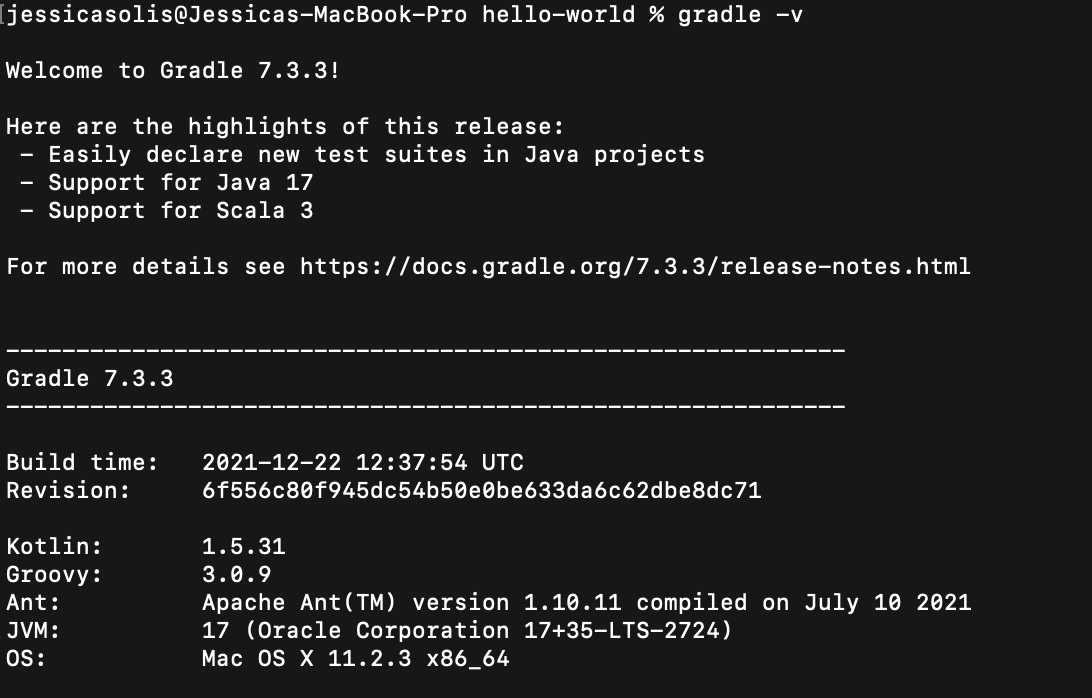 jessicasolis@Jessicas-MacBook-Pro hello-world % gradle -v
Welcome to Gradle 7.3.3!
Here are the highlights of this release:
- Easily declare new test suites in Java projects
- Support for Java 17
- Support for Scala 3
For more details see https://docs.gradle.org/7.3.3/release-notes.html
------------------------------------------------------------
Gradle 7.3.3
------------------------------------------------------------
Build time:   2021-12-22 12:37:54 UTC
Revision:     6f556c80f945dc54b50e0be633da6c62dbe8dc71
Kotlin:       1.5.31
Groovy:       3.0.9
Ant:          Apache Ant(TM) version 1.10.11 compiled on July 10 2021
JVM:          17 (Oracle Corporation 17+35-LTS-2724)
OS:           Mac OS X 11.2.3 x86_64